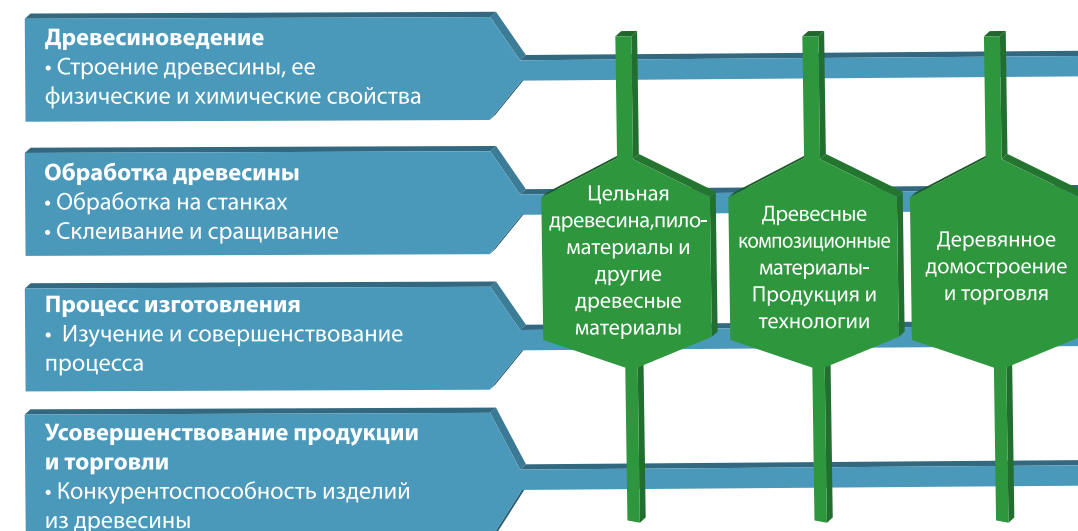 Древесиноведение
• Строение древесины, ее
физические и химические свойства
Обработка древесины
• Обработка на станках
• Склеивание и сращивание
Процесс изготовления
• Изучение и совершенствование
процесса
Усовершенствование продукции
и торговли
• Конкурентоспособность изделий
из древесины
Цельная
древесина,пило-
материалы и
другие
древесные
материалы
Древесные
композиционные
материалы-
Продукция и
технологии
Деревянное
домостроение
и торговля